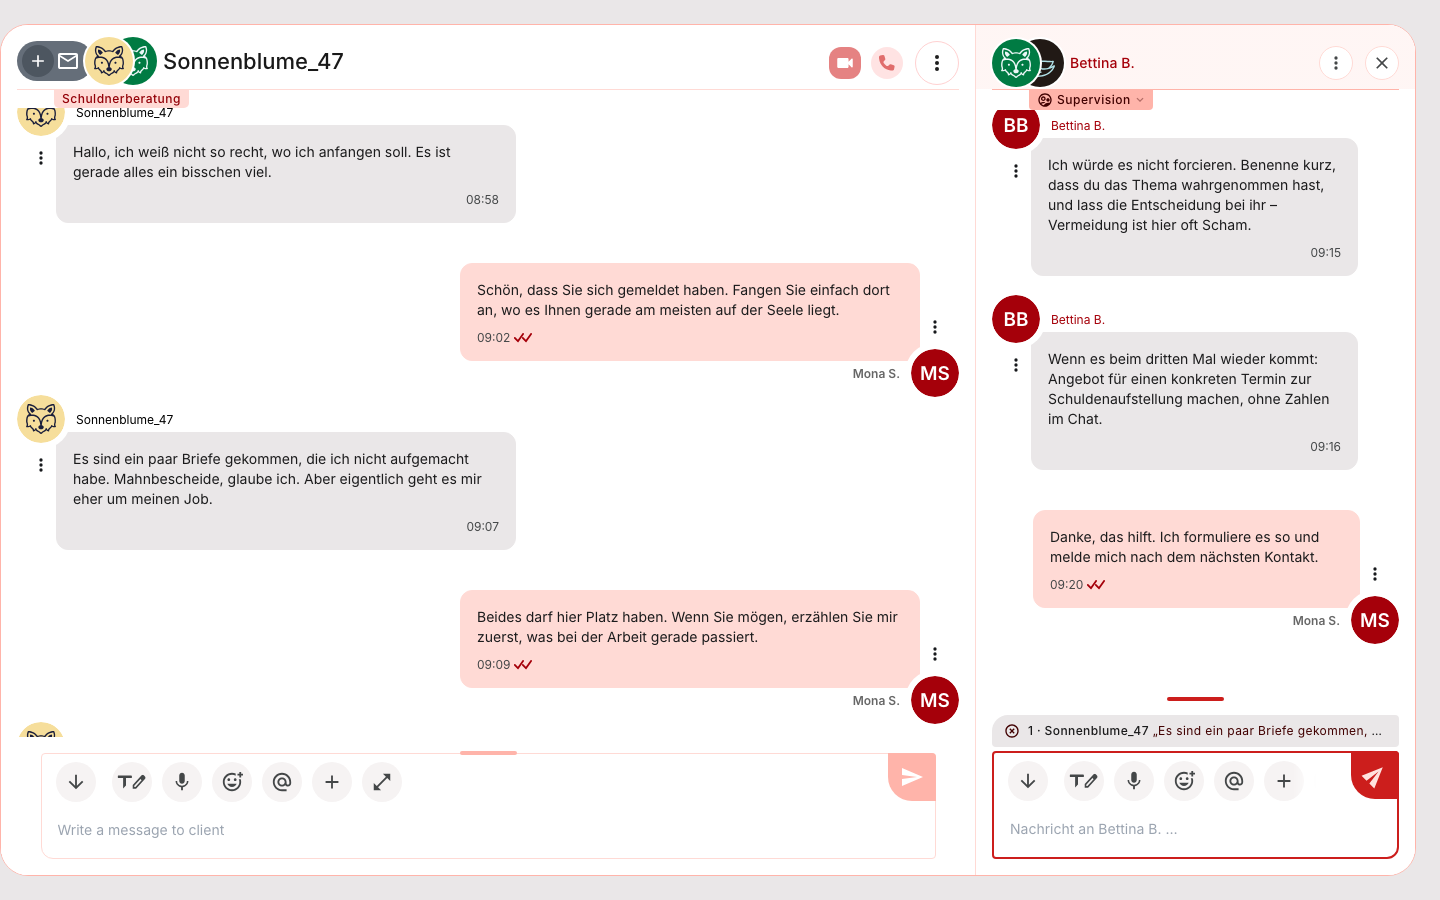 Sonnenblume_47
Schuldnerberatung
Sonnenblume_47
Hallo, ich weiß nicht so recht, wo ich anfangen soll. Es ist
gerade alles ein bisschen viel.
08:58
Schön, dass Sie sich gemeldet haben. Fangen Sie einfach dort
an, wo es Ihnen gerade am meisten auf der Seele liegt.
09:02
Mona S.
MS
Sonnenblume_47
Es sind ein paar Briefe gekommen, die ich nicht aufgemacht
habe. Mahnbescheide, glaube ich. Aber eigentlich geht es mir
eher um meinen Job.
09:07
Beides darf hier Platz haben. Wenn Sie mögen, erzählen Sie mir
zuerst, was bei der Arbeit gerade passiert.
09:09
Mona S.
MS
Write a message to client
Bettina B.
Supervision
BB
Bettina B.
Ich würde es nicht forcieren. Benenne kurz,
dass du das Thema wahrgenommen hast,
und lass die Entscheidung bei ihr –
Vermeidung ist hier oft Scham.
09:15
BB
Bettina B.
Wenn es beim dritten Mal wieder kommt:
Angebot für einen konkreten Termin zur
Schuldenaufstellung machen, ohne Zahlen
im Chat.
09:16
Danke, das hilft. Ich formuliere es so und
melde mich nach dem nächsten Kontakt.
09:20
Mona S.
MS
1 · Sonnenblume_47 „Es sind ein paar Briefe gekommen, ...
Nachricht an Bettina B. ...